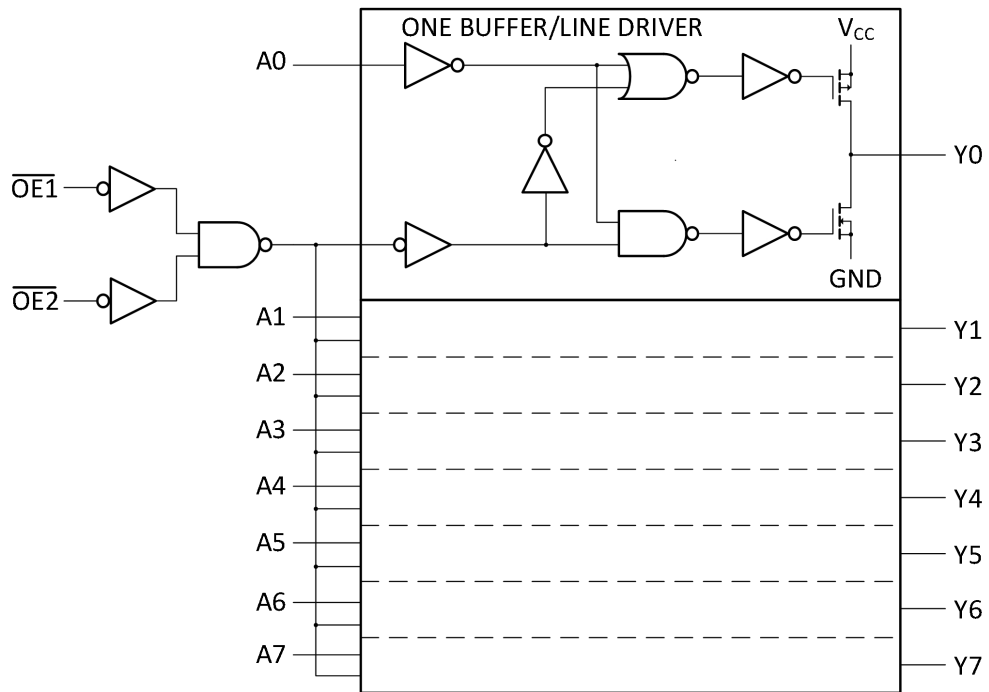 ONE BUFFER/LINE DRIVER
VCC
A0
Y0
OE1
OE2
GND
A1
Y1
A2
Y2
A3
Y3
A4
Y4
A5
Y5
A6
Y6
A7
Y7